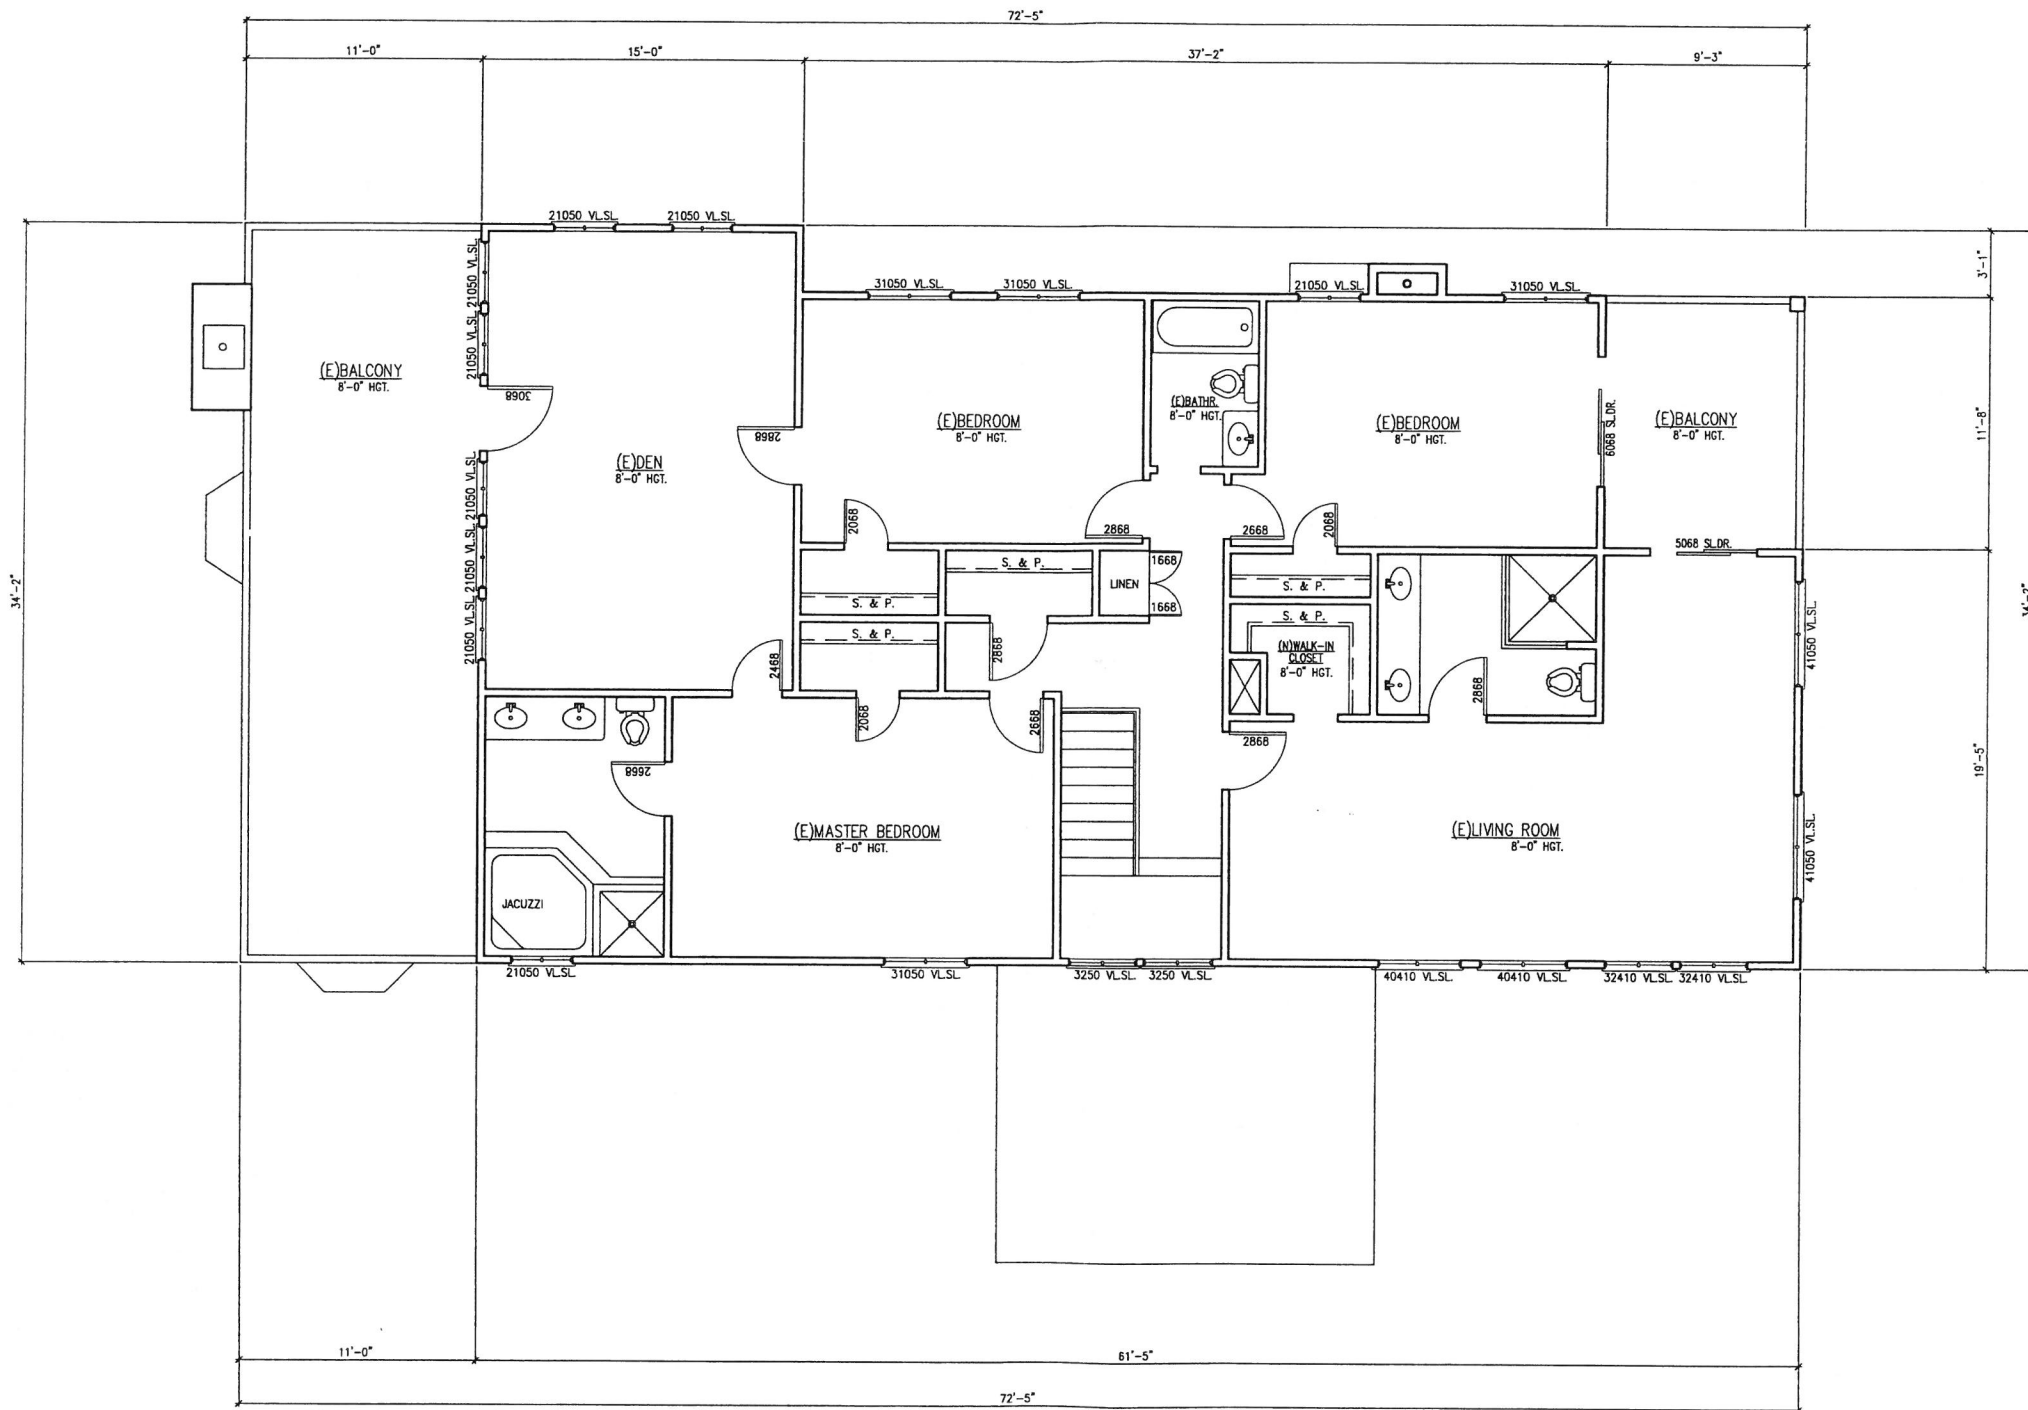 72'-5"
11'-0"
15'-0"
37'-2"
9'-3"
21050 VL.SL.
21050 VL.SL.
3'-1"
21050 VL.SL.
31050 VL.SL.
31050 VL.SL.
21050 VL.SL.
31050 VL.SL.
21050 VL.SL.
(E)BALCONY
8'-0" HGT.
3068
(E)BATHR.
8'-0" HGT.
(E)BEDROOM
8'-0" HGT.
(E)BEDROOM
8'-0" HGT.
6068 SLDR.
(E)BALCONY
8'-0" HGT.
11'-8"
2868
(E)DEN
8'-0" HGT.
21050 VL.SL.
2068
2868
2668
2068
5068 SLDR.
34'-2"
21050 VL.SL.
S. & P.
LINEN
1668
1668
S. & P.
S. & P.
34'-2"
21050 VL.SL.
S. & P.
S. & P.
(N)WALK-IN
CLOSET
8'-0" HGT.
41050 VL.SL.
2468
2868
2868
2068
2668
2868
2668
19'-5"
(E)MASTER BEDROOM
8'-0" HGT.
(E)LIVING ROOM
8'-0" HGT.
41050 VL.SL.
JACUZZI
21050 VL.SL.
31050 VL.SL.
3250 VL.SL.
3250 VL.SL.
40410 VL.SL.
40410 VL.SL.
32410 VL.SL.
32410 VL.SL.
11'-0"
61'-5"
72'-5"